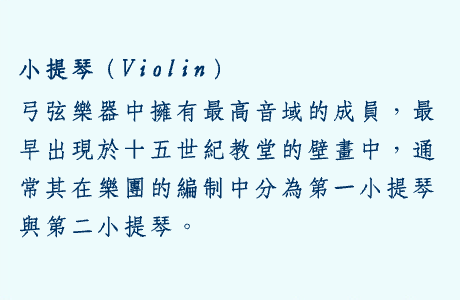 小提琴（Violin）
弓弦樂器中擁有最高音域的成員，最
早出現於十五世紀教堂的壁畫中，通
常其在樂團的編制中分為第一小提琴
與第二小提琴。